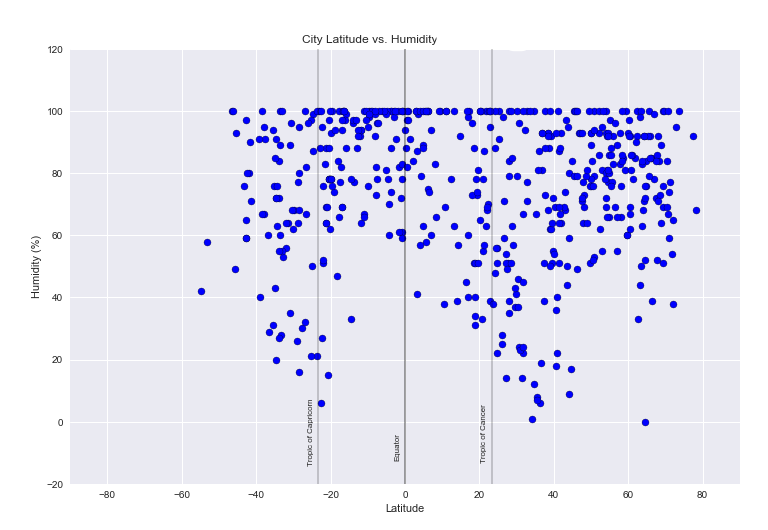 City Latitude vs. Humidity
120
100
80
60
40
20
0
−20
Humidity (%)
Tropic of Capricorn
Equator
Tropic of Cancer
−80
−60
−40
−20
0
20
40
60
80
Latitude